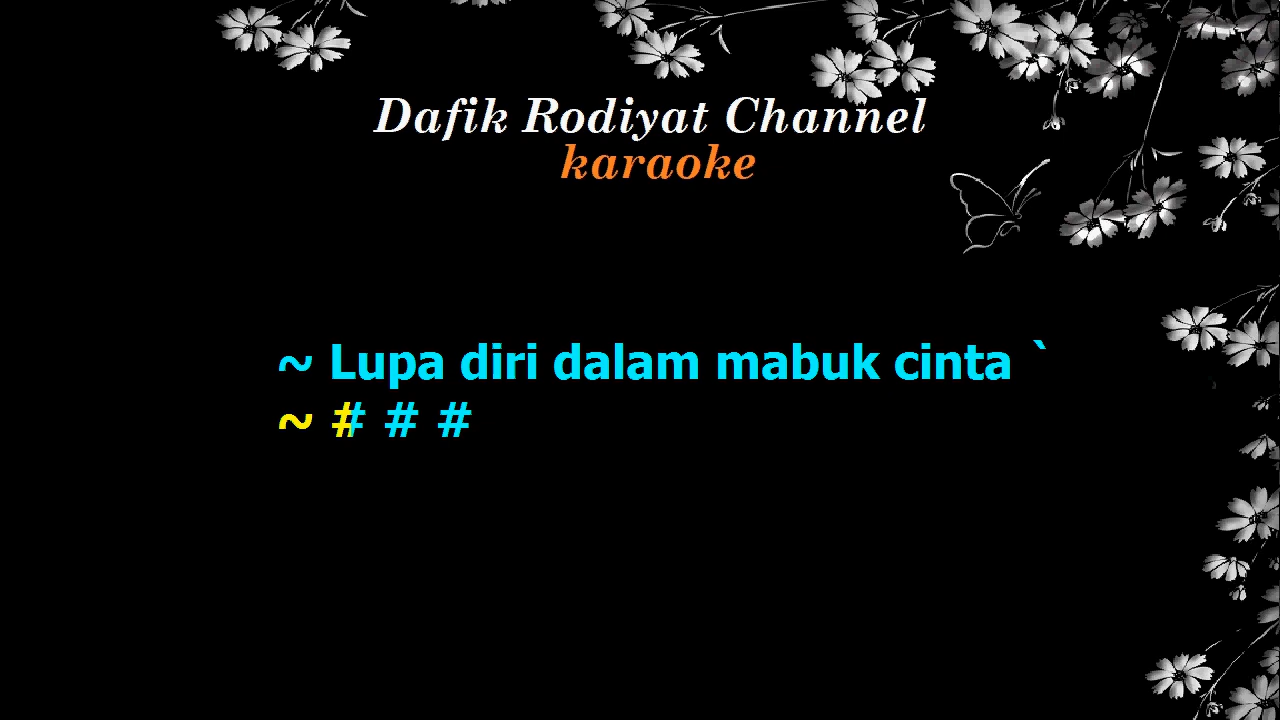 Dafik Rodiyat Channel
karaoke
~ Lupa diri dalam mabuk cinta `
~ # # #